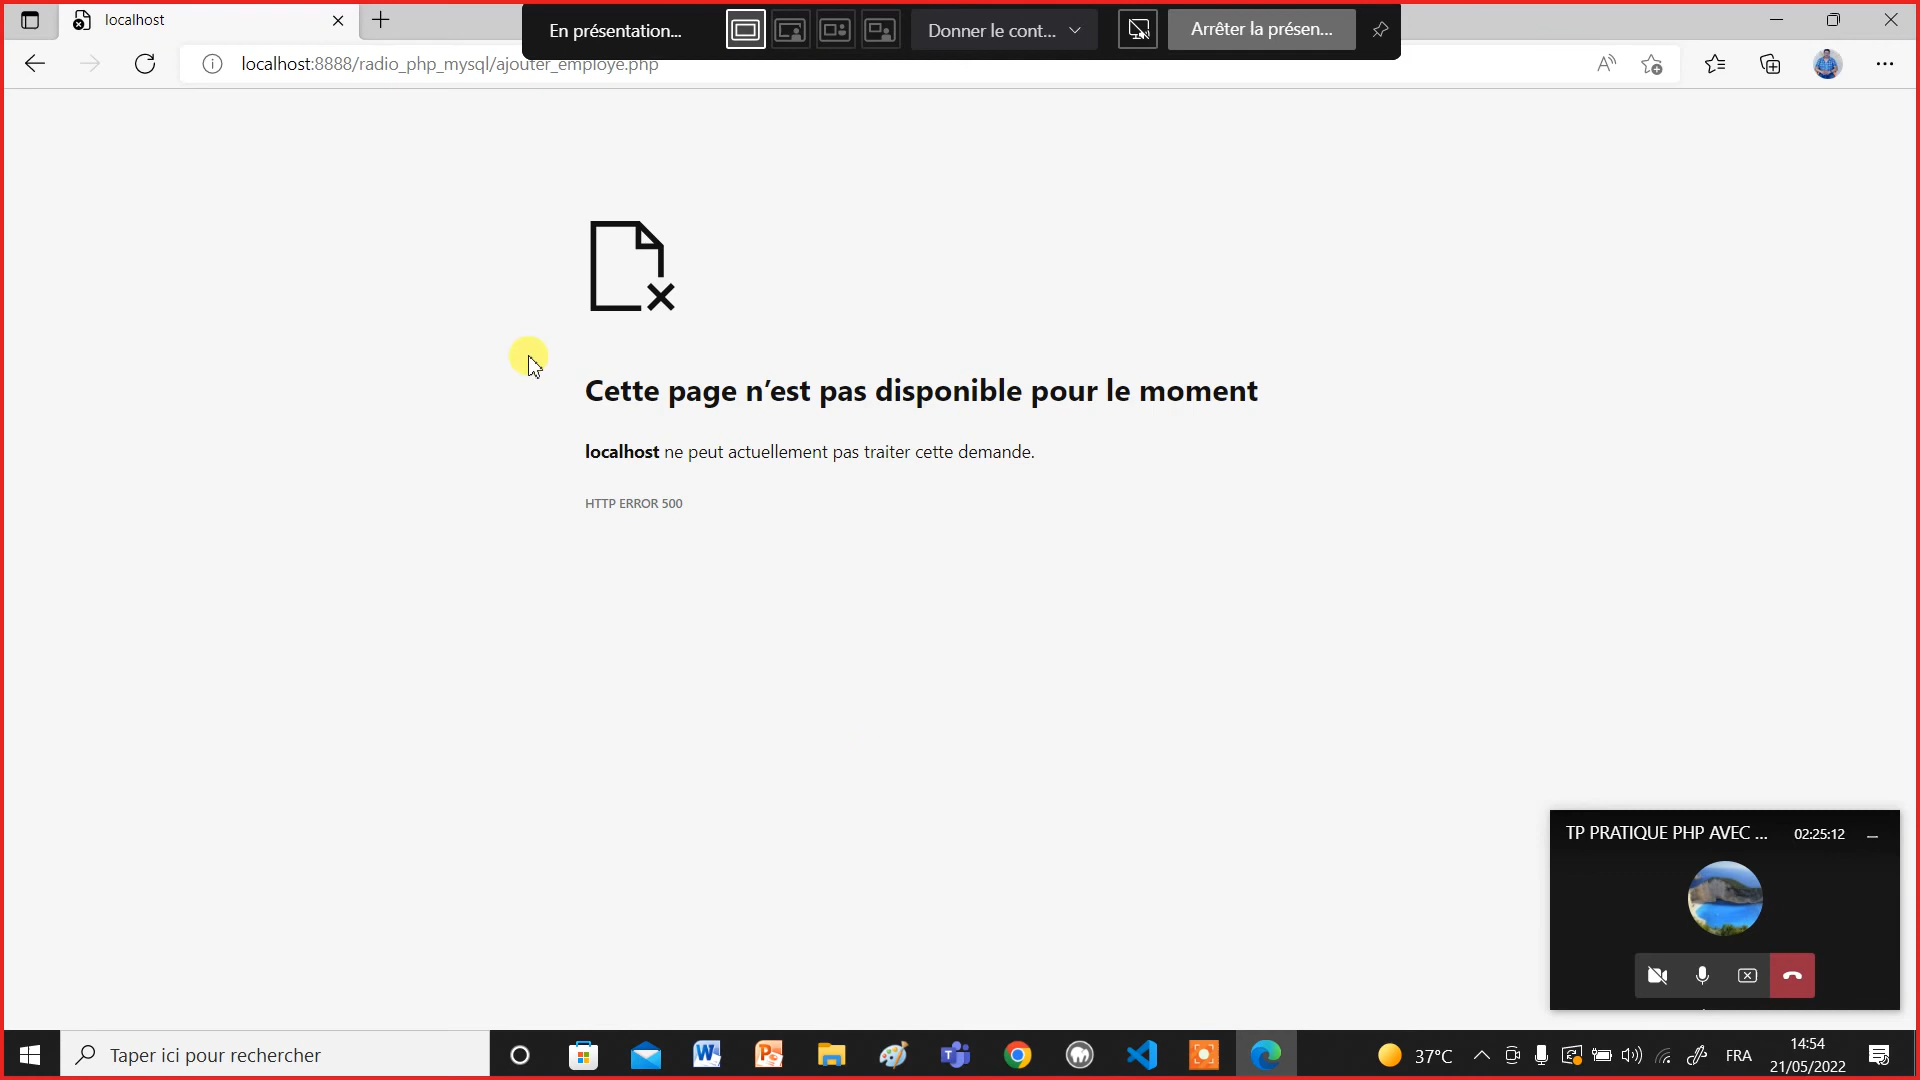 localhost
En présentation...
Donner le cont...
Arrêter la présen...
localhost:8888/radio_php_mysql/ajouter_employe.php
Cette page n’est pas disponible pour le moment
localhost ne peut actuellement pas traiter cette demande.
HTTP ERROR 500
TP PRATIQUE PHP AVEC ...
02:25:12
Taper ici pour rechercher
37°C
FRA
14:54
21/05/2022